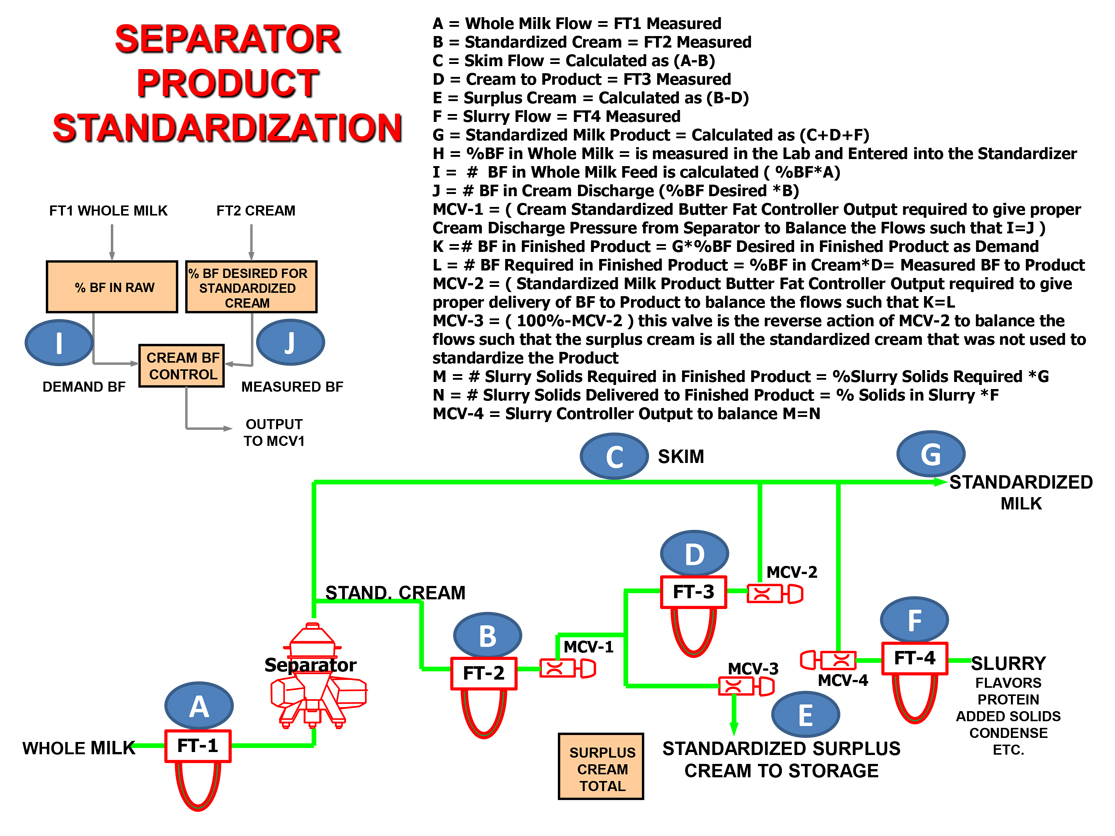 SEPARATOR
PRODUCT
STANDARDIZATION
A = Whole Milk Flow = FT1 Measured
B = Standardized Cream = FT2 Measured
C = Skim Flow = Calculated as (A-B)
D = Cream to Product = FT3 Measured
E = Surplus Cream = Calculated as (B-D)
F = Slurry Flow = FT4 Measured
G = Standardized Milk Product = Calculated as (C+D+F)
H = %BF in Whole Milk = is measured in the Lab and Entered into the Standardizer
I = # BF in Whole Milk Feed is calculated ( %BF*A)
J = # BF in Cream Discharge (%BF Desired *B)
MCV-1 = ( Cream Standardized Butter Fat Controller Output required to give proper
Cream Discharge Pressure from Separator to Balance the Flows such that I=J )
K =# BF in Finished Product = G*%BF Desired in Finished Product as Demand
L = # BF Required in Finished Product = %BF in Cream*D= Measured BF to Product
MCV-2 = ( Standardized Milk Product Butter Fat Controller Output required to give
proper delivery of BF to Product to balance the flows such that K=L
MCV-3 = ( 100%-MCV-2 ) this valve is the reverse action of MCV-2 to balance the
flows such that the surplus cream is all the standardized cream that was not used to
standardize the Product
M = # Slurry Solids Required in Finished Product = %Slurry Solids Required *G
N = # Slurry Solids Delivered to Finished Product = % Solids in Slurry *F
MCV-4 = Slurry Controller Output to balance M=N
FT1 WHOLE MILK
FT2 CREAM
% BF IN RAW
% BF DESIRED FOR
STANDARDIZED
CREAM
I
J
CREAM BF
CONTROL
DEMAND BF
MEASURED BF
OUTPUT
TO MCV1
C
SKIM
G
STANDARDIZED
MILK
D
FT-3
MCV-2
STAND. CREAM
B
FT-2
MCV-1
MCV-3
E
F
FT-4
MCV-4
SLURRY
FLAVORS
PROTEIN
ADDED SOLIDS
CONDENSE
ETC.
Separator
A
FT-1
WHOLE MILK
SURPLUS
CREAM
TOTAL
STANDARDIZED SURPLUS
CREAM TO STORAGE